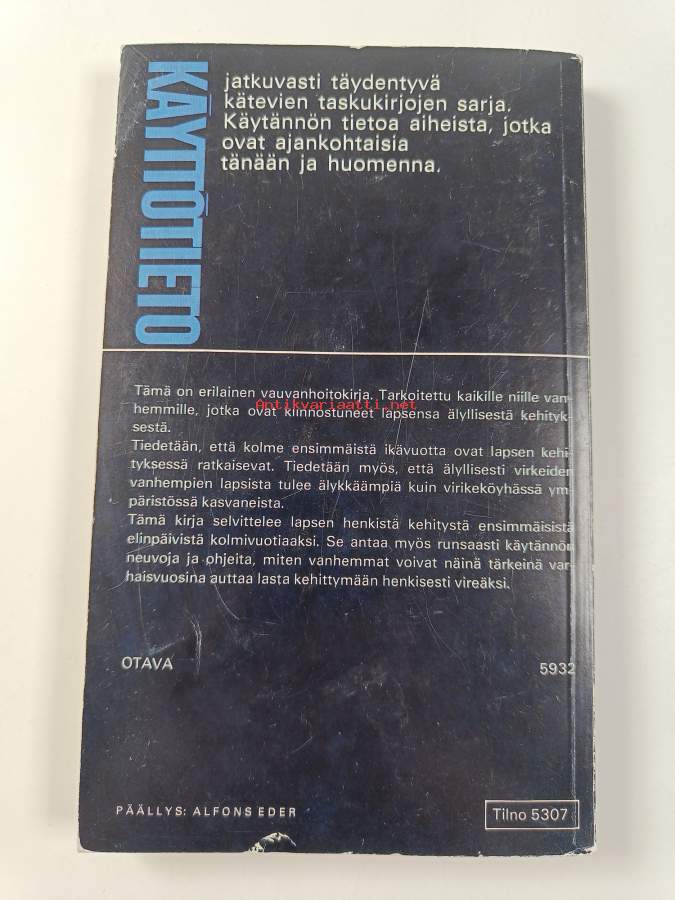 KÄYTTÖTIETO
jatkuvasti täydentyvä
kätevien taskukirjojen sarja.
Käytännön tietoa aiheista, jotka
ovat ajankohtaisia
tänään ja huomenna.
Tämä on erilainen vauvanhoitokirja. Tarkoitettu kaikille niille van-
hemmille, jotka ovat kiinnostuneet lapsensa älyllisestä kehityk-
sestä.
Antikvariaatti.net
Tiedetään, että kolme ensimmäistä ikävuotta ovat lapsen kehi-
tyksessä ratkaisevat. Tiedetään myös, että älyllisesti virkeiden
vanhempien lapsista tulee älykkäämpiä kuin virikeköyhässä ym-
päristössä kasvaneista.
Tämä kirja selvittelee lapsen henkistä kehitystä ensimmäisistä
elinpäivistä kolmivuotiaaksi. Se antaa myös runsaasti käytännön
neuvoja ja ohjeita, miten vanhemmat voivat näinä tärkeinä var-
haisvuosina auttaa lasta kehittymään henkisesti vireäksi.
OTAVA
5932
PÄÄLLYS: ALFONS EDER
Tilno 5307